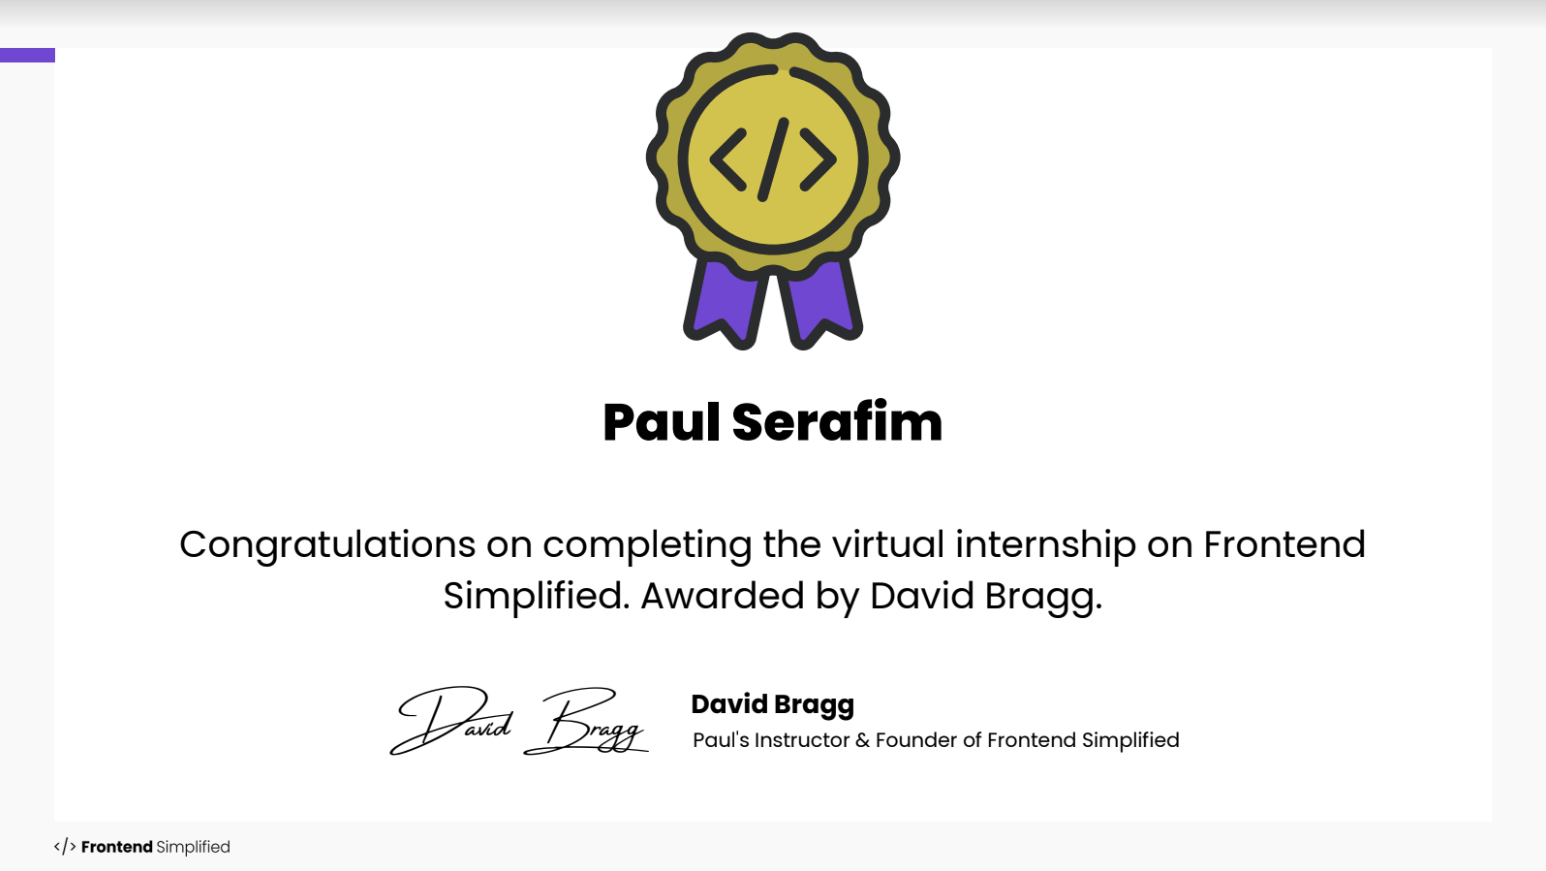 </>
Paul Serafim
Congratulations on completing the virtual internship on Frontend
Simplified. Awarded by David Bragg.
David Bragg
David Bragg
Paul's Instructor & Founder of Frontend Simplified
</> Frontend Simplified